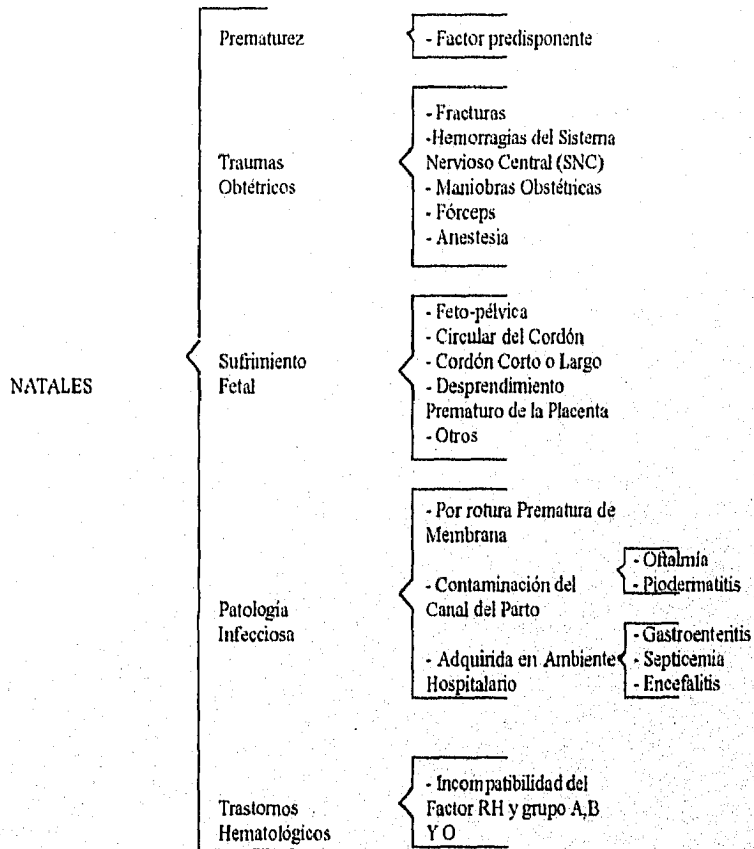 Prematurez
- Factor predisponente
Traumas
Obtétricos
- Fracturas
-Hemorragias del Sistema
Nervioso Central (SNC)
- Maniobras Obstétricas
- Fórceps
- Anestesia
NATALES
Sufrimiento
Fetal
- Feto-pélvica
- Circular del Cordón
- Cordón Corto o Largo
- Desprendimiento
Prematuro de la Placenta
- Otros
Patología
Infecciosa
- Por rotura Prematura de
Membrana
- Contaminación del
Canal del Parto
- Oftalmía
- Piodermatitis
- Adquirida en Ambiente
Hospitalario
- Gastroenteritis
- Septicemia
- Encefalitis
Trastornos
Hematológicos
- Incompatibilidad del
Factor RH y grupo A,B
Y O